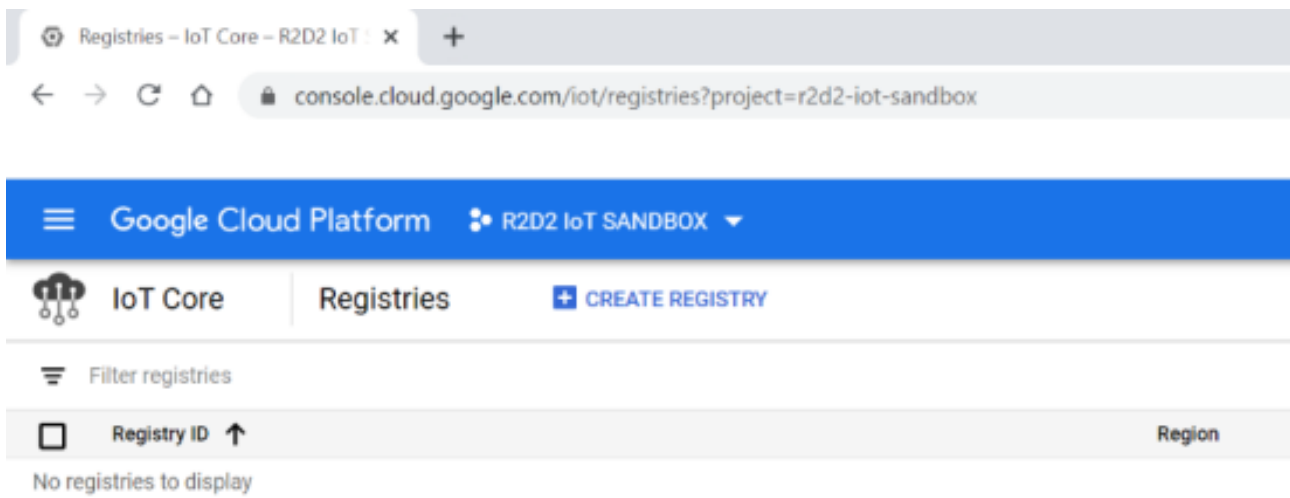 Registries – IoT Core – R2D2 IoT
console.cloud.google.com/iot/registries?project=r2d2-iot-sandbox
Google Cloud Platform R2D2 IoT SANDBOX
IoT Core Registries CREATE REGISTRY
Filter registries
Registry ID Region
No registries to display